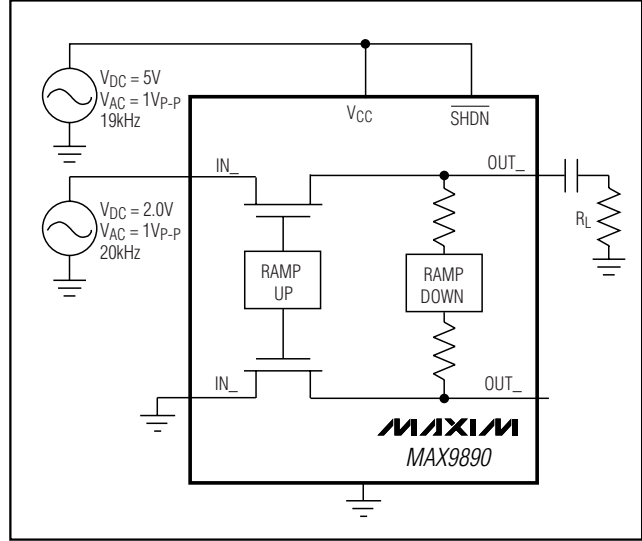 V_DC = 5V
V_AC = 1V_P-P
19kHz
V_CC
SHDN
IN_
OUT_
V_DC = 2.0V
V_AC = 1V_P-P
20kHz
R_L
RAMP
UP
RAMP
DOWN
IN_
OUT_
MAXIM
MAX9890